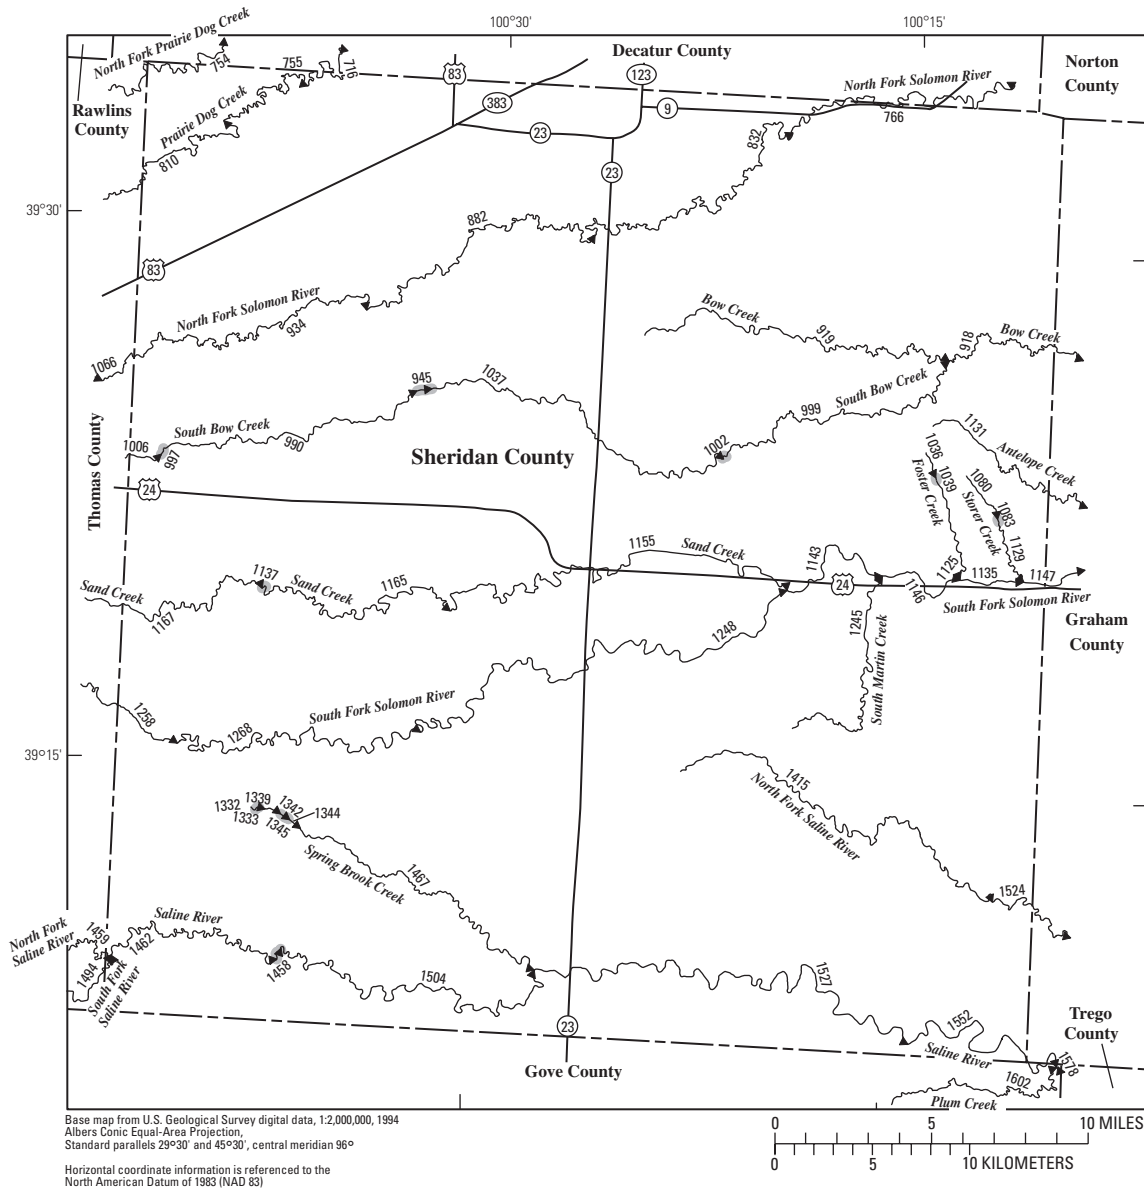 100°30'
100°15'
North Fork Prairie Dog Creek
754
755
716
83
Decatur County
123
North Fork Solomon River
Norton
County
Rawlins
County
Prairie Dog Creek
810
383
23
9
766
832
23
39°30'
882
83
North Fork Solomon River
934
Bow Creek
919
918
Bow Creek
1066
945
1037
South Bow Creek
999
South Bow Creek
990
1006
997
Sheridan County
1002
1131
Antelope Creek
1036
1039
Foster Creek
1080
1083
Storer Creek
1129
Thomas County
24
1155
Sand Creek
1143
1137
Sand Creek
1165
Sand Creek
1167
24
1146
1125
1135
1147
South Fork Solomon River
Graham
County
1248
1245
South Martin Creek
1258
1268
South Fork Solomon River
39°15'
1415
North Fork Saline River
1332
1339
1342
1344
1333
1345
Spring Brook Creek
1467
1524
North Fork
Saline River
1459
1462
Saline River
1494
South Fork
Saline River
1458
1504
1527
1552
Saline River
Trego
County
23
Gove County
1578
1602
Plum Creek
Base map from U.S. Geological Survey digital data, 1:2,000,000, 1994
Albers Conic Equal-Area Projection,
Standard parallels 29º30' and 45º30', central meridian 96º
Horizontal coordinate information is referenced to the
North American Datum of 1983 (NAD 83)
0 5 10 MILES
0 5 10 KILOMETERS